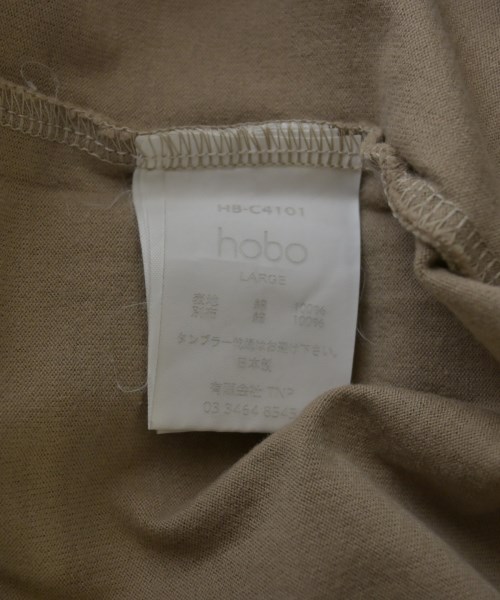 HB-C4101
hobo
LARGE
表地 綿 100%
別布 綿 100%
タンブラー乾燥はお避け下さい。
日本製
有限会社 TNP
03 5464 8343